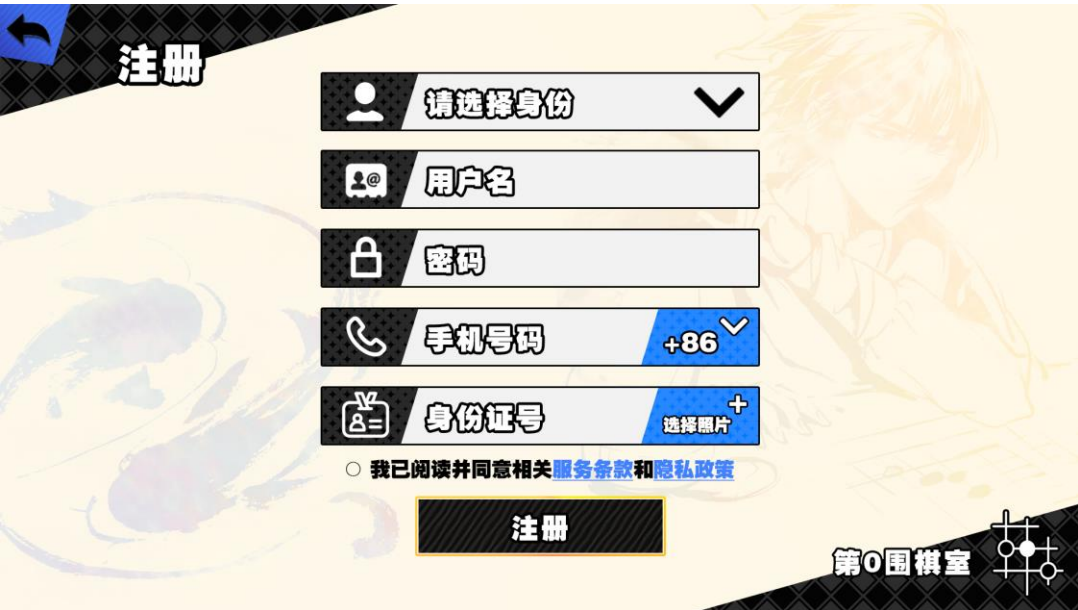 注册
请选择身份
用户名
@
密码
手机号码
+86
身份证号
选择照片
我已阅读并同意相关服务条款和隐私政策
注册
第0围棋室